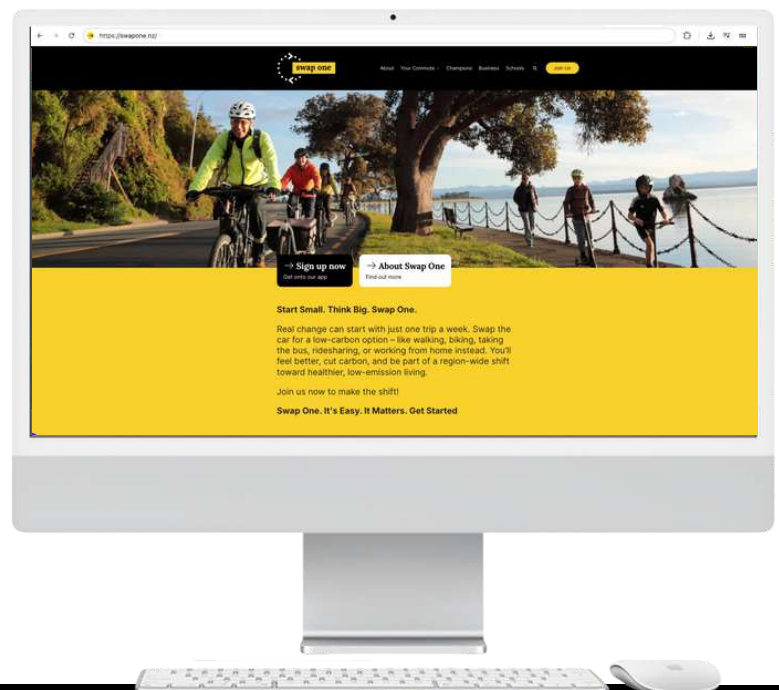 https://swapone.nz/
swap one
About Your Commute Champions Business Schools Join Us
→ Sign up now
Get onto our app
→ About Swap One
Find out more
Start Small. Think Big. Swap One.
Real change can start with just one trip a week. Swap the
car for a low-carbon option – like walking, biking, taking
the bus, ridesharing, or working from home instead. You'll
feel better, cut carbon, and be part of a region-wide shift
toward healthier, low-emission living.
Join us now to make the shift!
Swap One. It's Easy. It Matters. Get Started